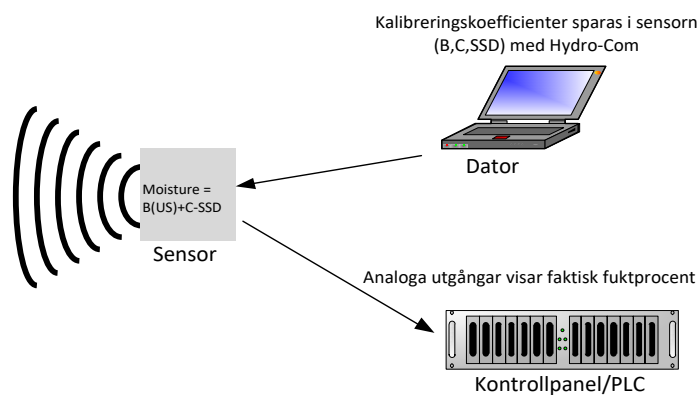 Kalibreringskoefficienter sparas i sensorn
(B,C,SSD) med Hydro-Com
Dator
Moisture =
B(US)+C-SSD
Sensor
Analoga utgångar visar faktisk fuktprocent
Kontrollpanel/PLC